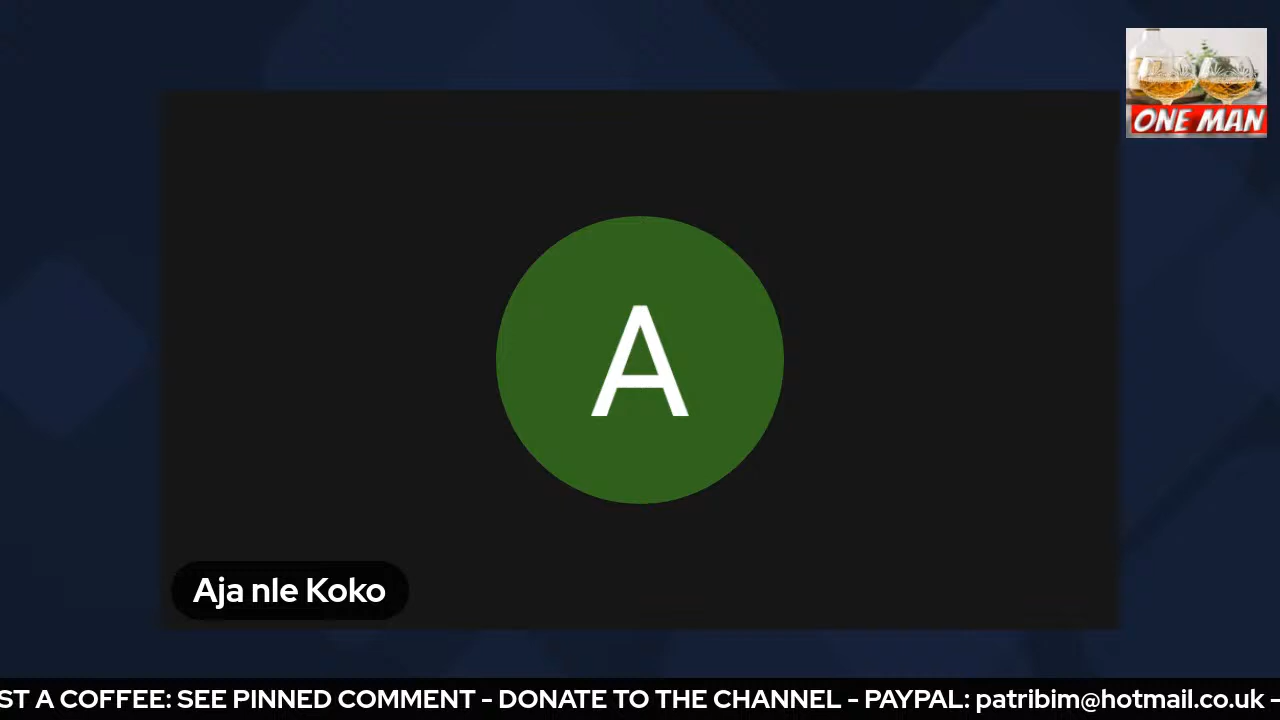 ONE MAN
A
Aja nle Koko
ST A COFFEE: SEE PINNED COMMENT - DONATE TO THE CHANNEL - PAYPAL: patribim@hotmail.co.uk -